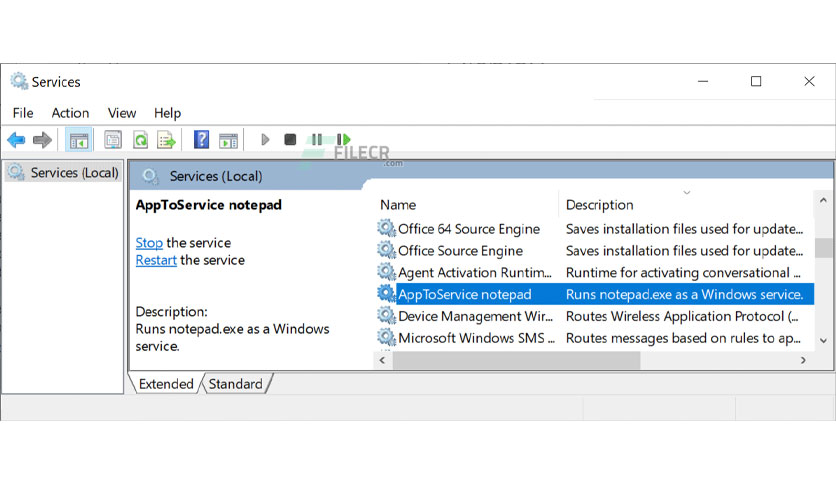 Services
File Action View Help
FILECR
.com
Services (Local)
Services (Local)
AppToService notepad
Stop the service
Restart the service
Description:
Runs notepad.exe as a Windows
service.
Name Description
Office 64 Source Engine Saves installation files used for update...
Office Source Engine Saves installation files used for update...
Agent Activation Runtim... Runtime for activating conversational ...
AppToService notepad Runs notepad.exe as a Windows service.
Device Management Wir... Routes Wireless Application Protocol (...
Microsoft Windows SMS ... Routes messages based on rules to ap...
Extended Standard